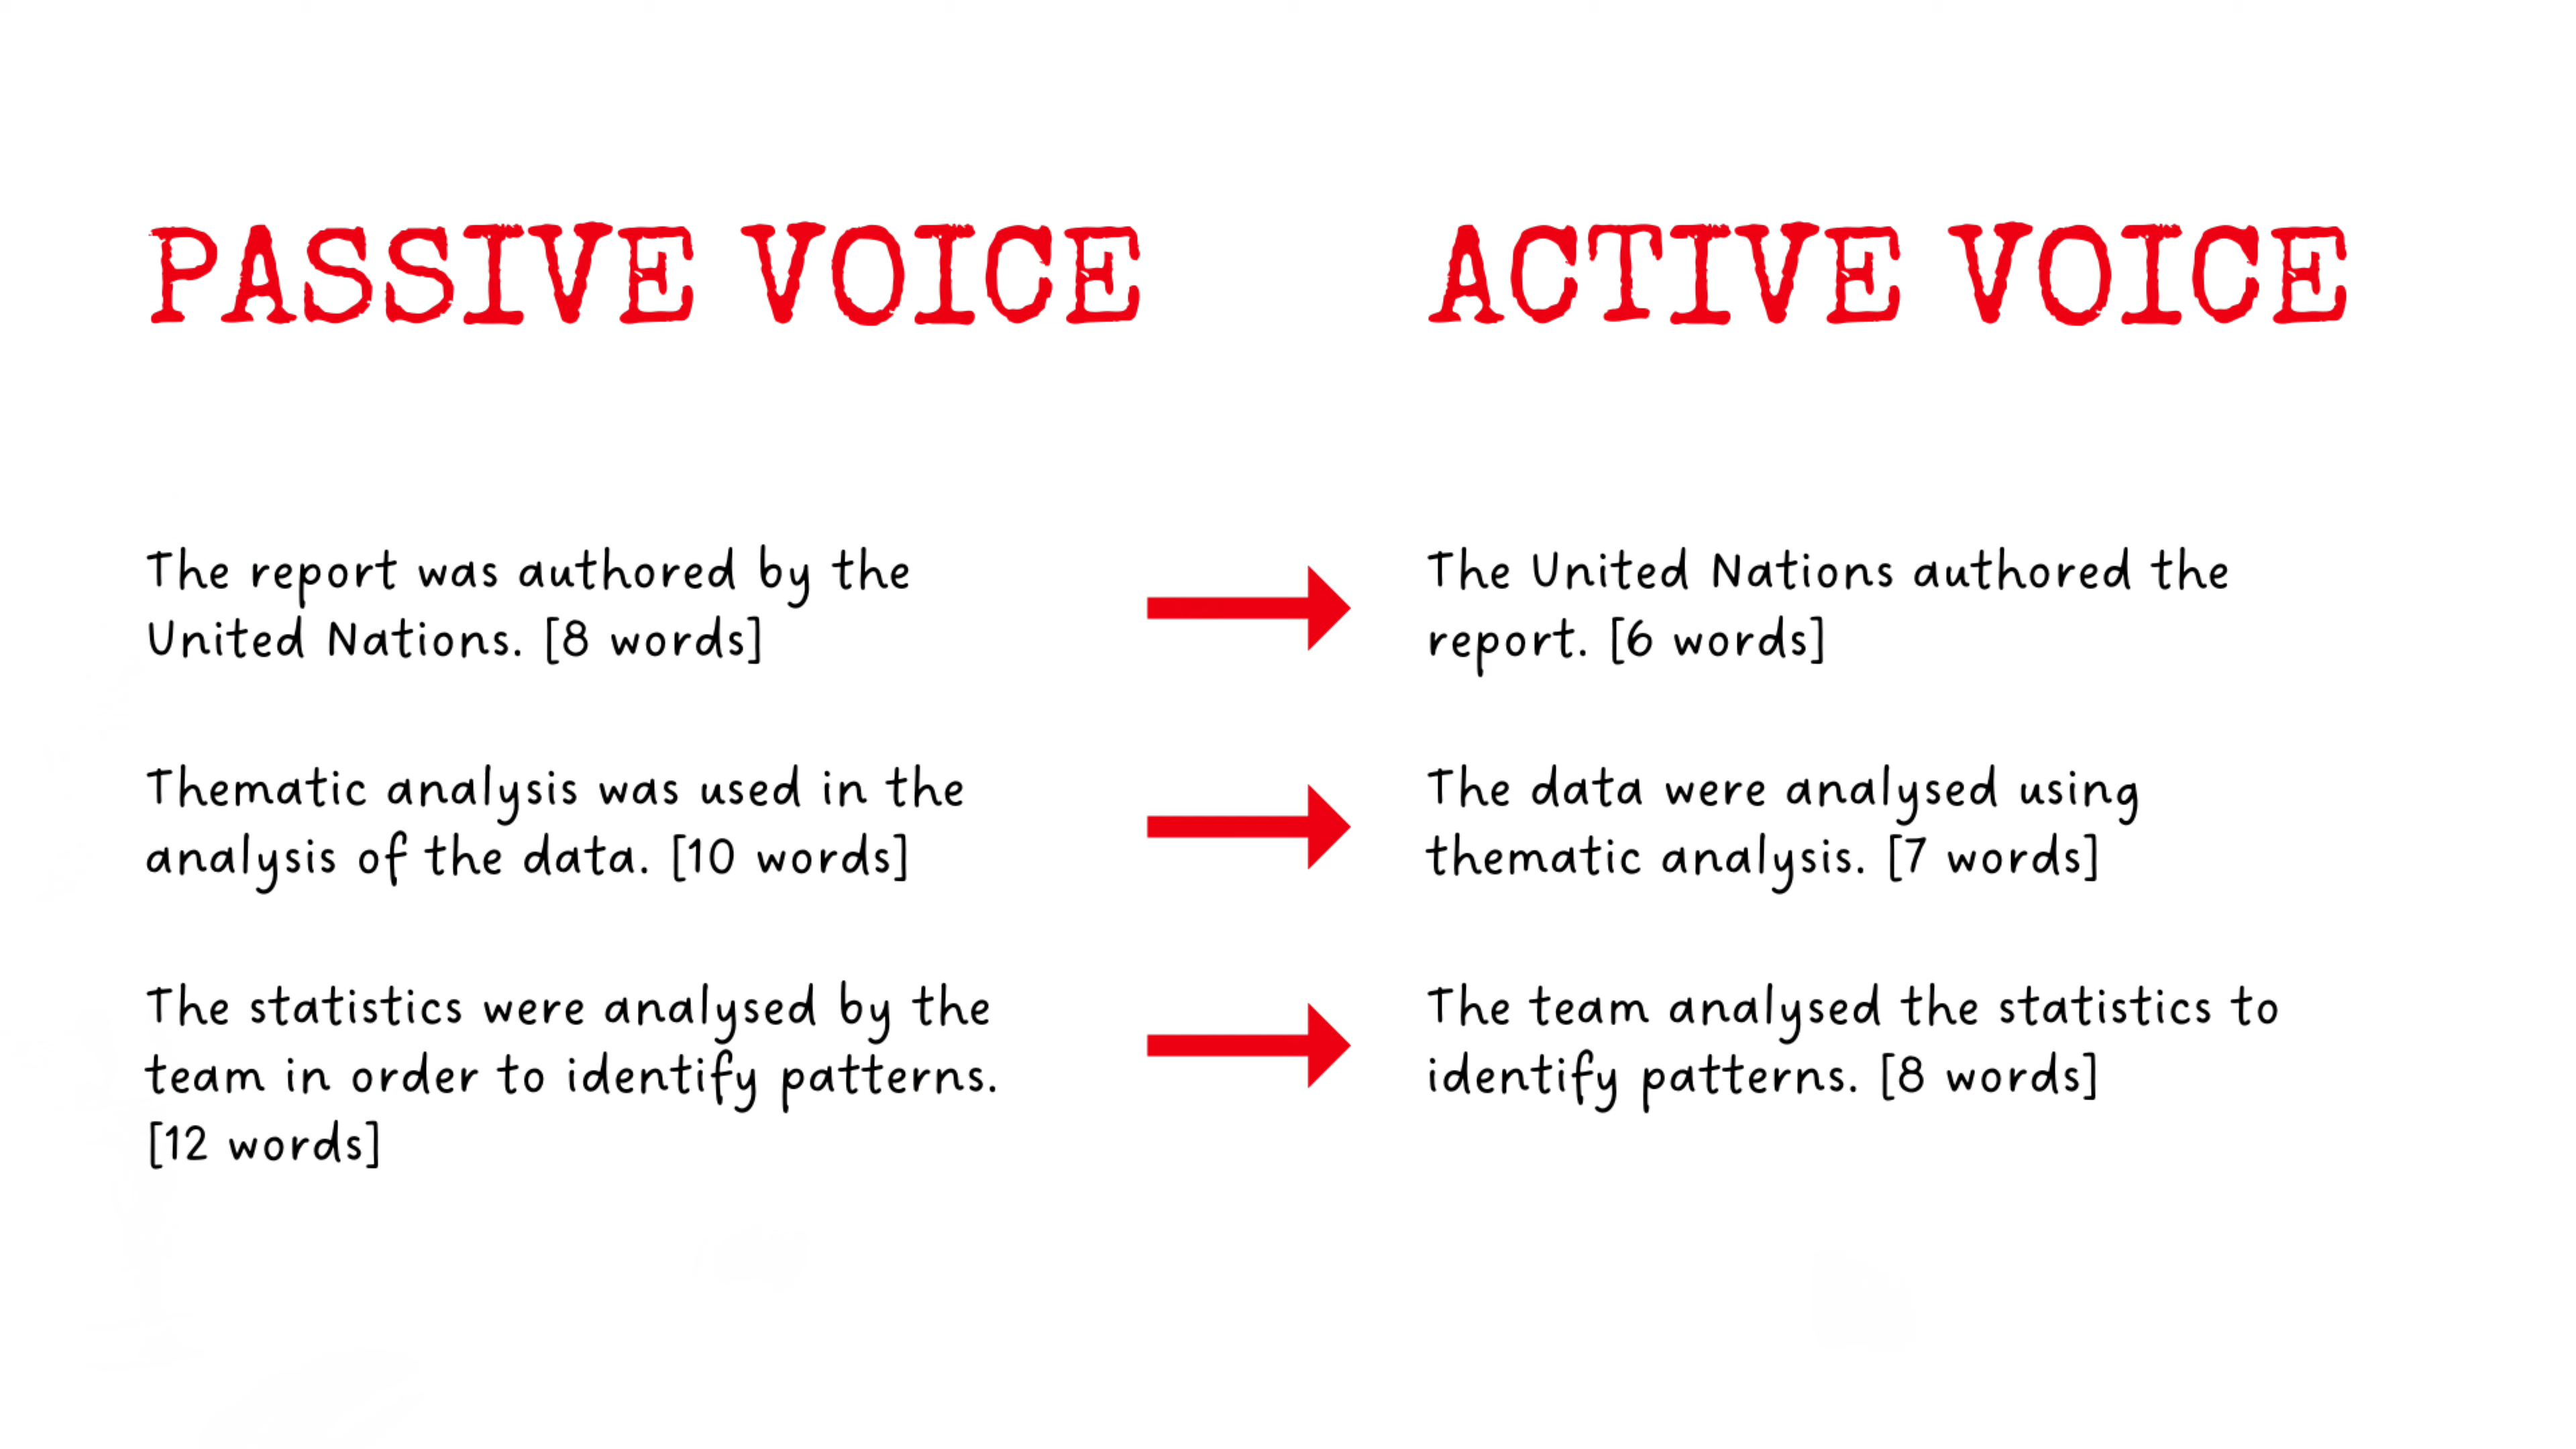 PASSIVE VOICE
ACTIVE VOICE
The report was authored by the
United Nations. [8 words]
The United Nations authored the
report. [6 words]
Thematic analysis was used in the
analysis of the data. [10 words]
The data were analysed using
thematic analysis. [7 words]
The statistics were analysed by the
team in order to identify patterns.
[12 words]
The team analysed the statistics to
identify patterns. [8 words]